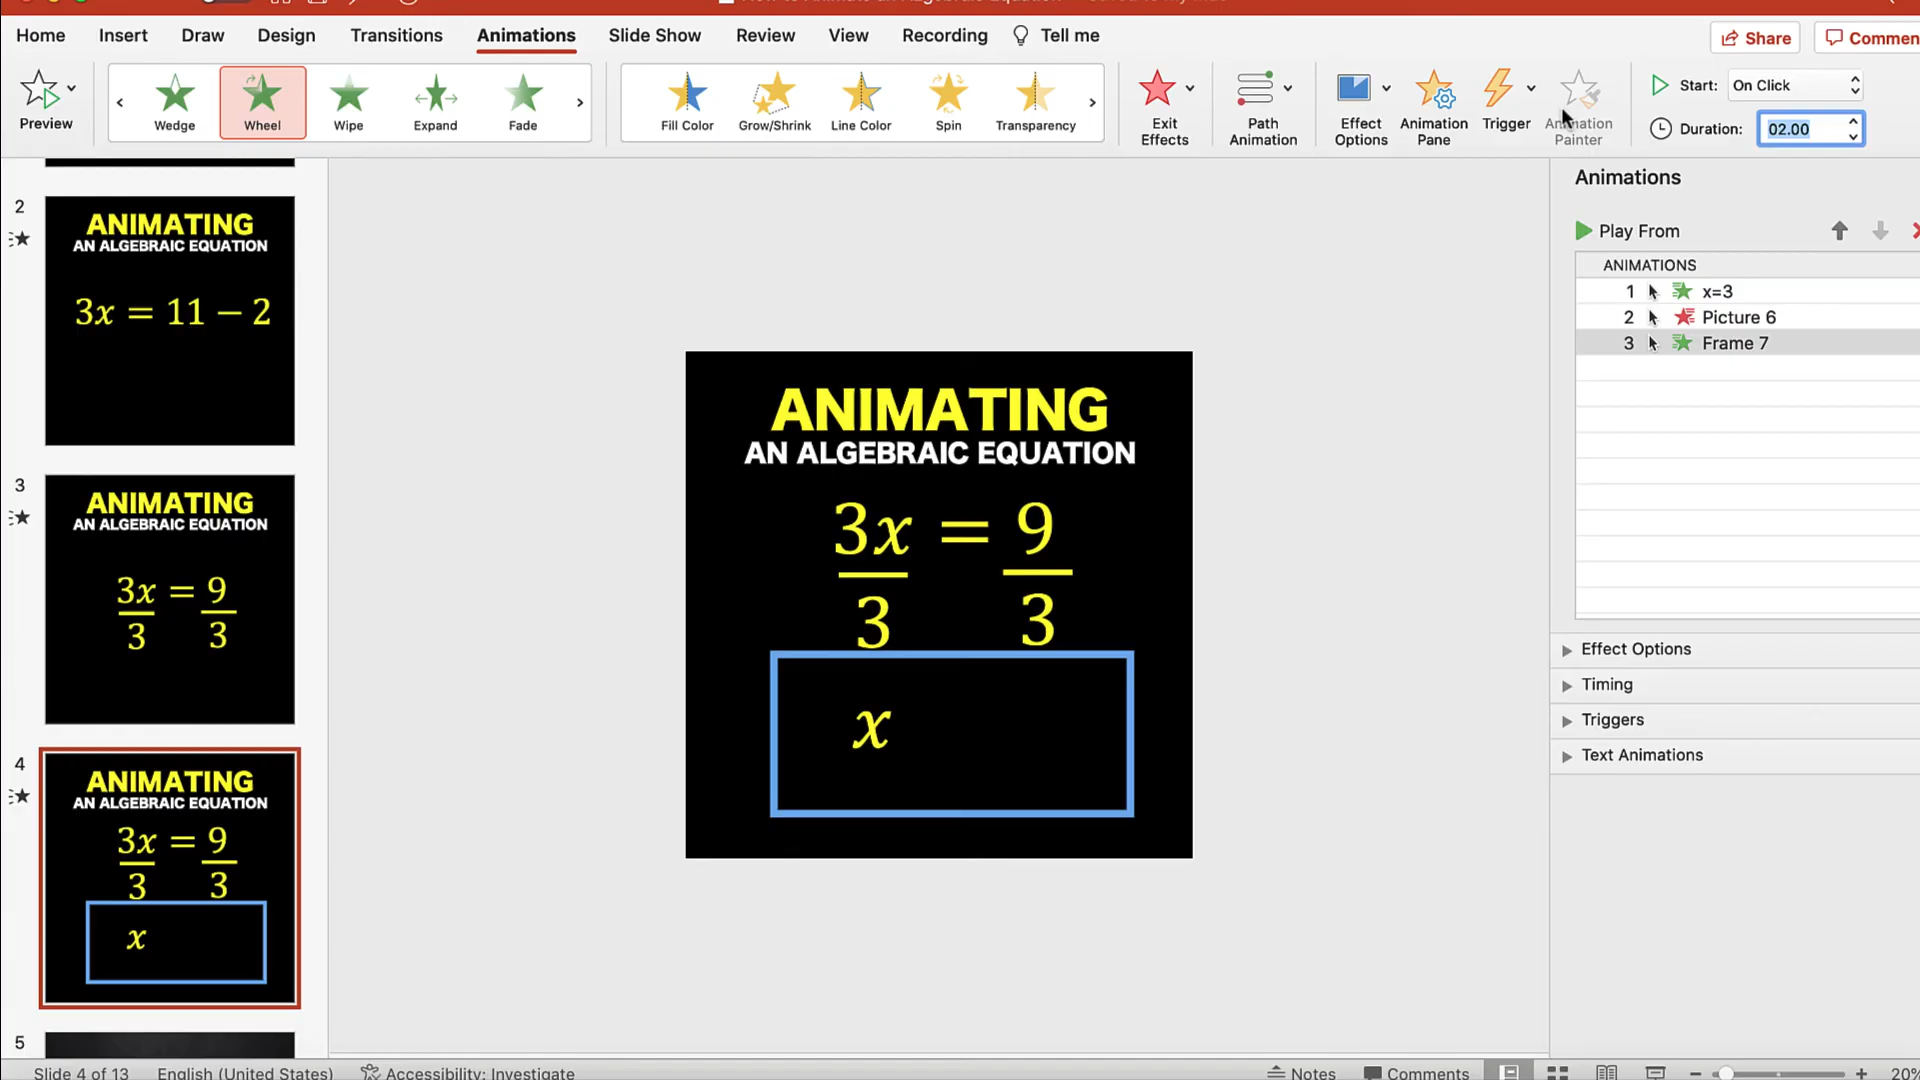 Home Insert Draw Design Transitions Animations Slide Show Review View Recording Tell me
Share Commen
Preview
Wedge Wheel Wipe Expand Fade
Fill Color Grow/Shrink Line Color Spin Transparency
Exit Effects
Path Animation
Effect Options
Animation Pane
Trigger
Animation Painter
Start: On Click
Duration: 02.00
2
ANIMATING
AN ALGEBRAIC EQUATION
3x = 11 − 2
3
ANIMATING
AN ALGEBRAIC EQUATION
3x = 9
3 3
4
ANIMATING
AN ALGEBRAIC EQUATION
3x = 9
3 3
x
5
ANIMATING
AN ALGEBRAIC EQUATION
3x = 9
3 3
x
Animations
Play From
ANIMATIONS
1 x=3
2 Picture 6
3 Frame 7
Effect Options
Timing
Triggers
Text Animations
Slide 4 of 13 English (United States) Accessibility: Investigate
Notes Comments 20%